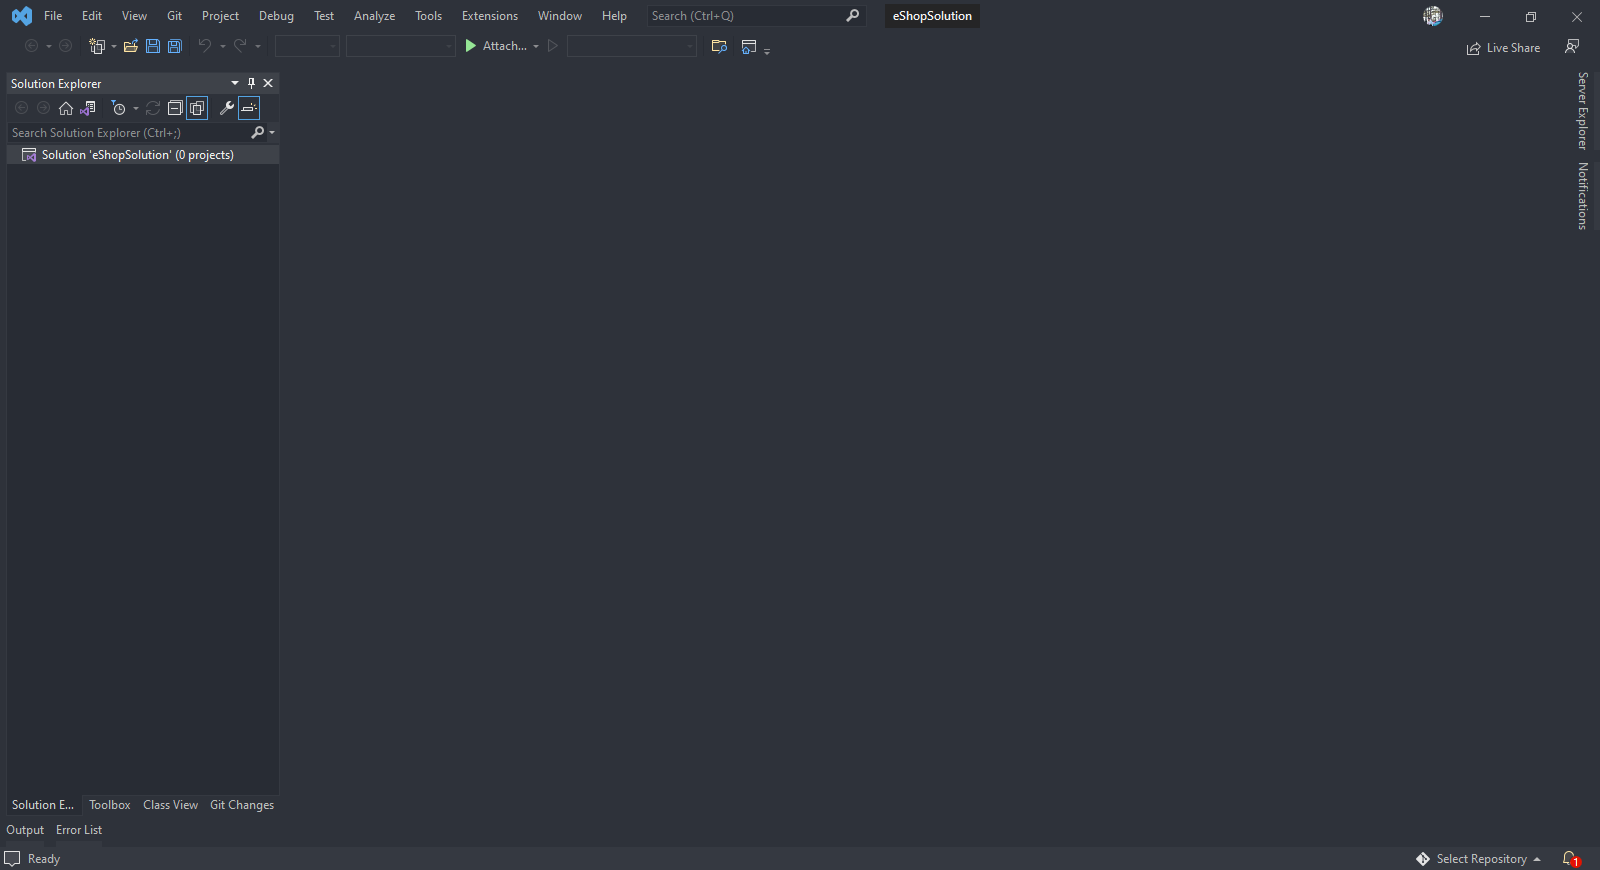 File Edit View Git Project Debug Test Analyze Tools Extensions Window Help Search (Ctrl+Q) eShopSolution
Attach... Live Share
Solution Explorer
Search Solution Explorer (Ctrl+;)
Solution 'eShopSolution' (0 projects)
Server Explorer
Notifications
Solution E... Toolbox Class View Git Changes
Output Error List
Ready Select Repository 1